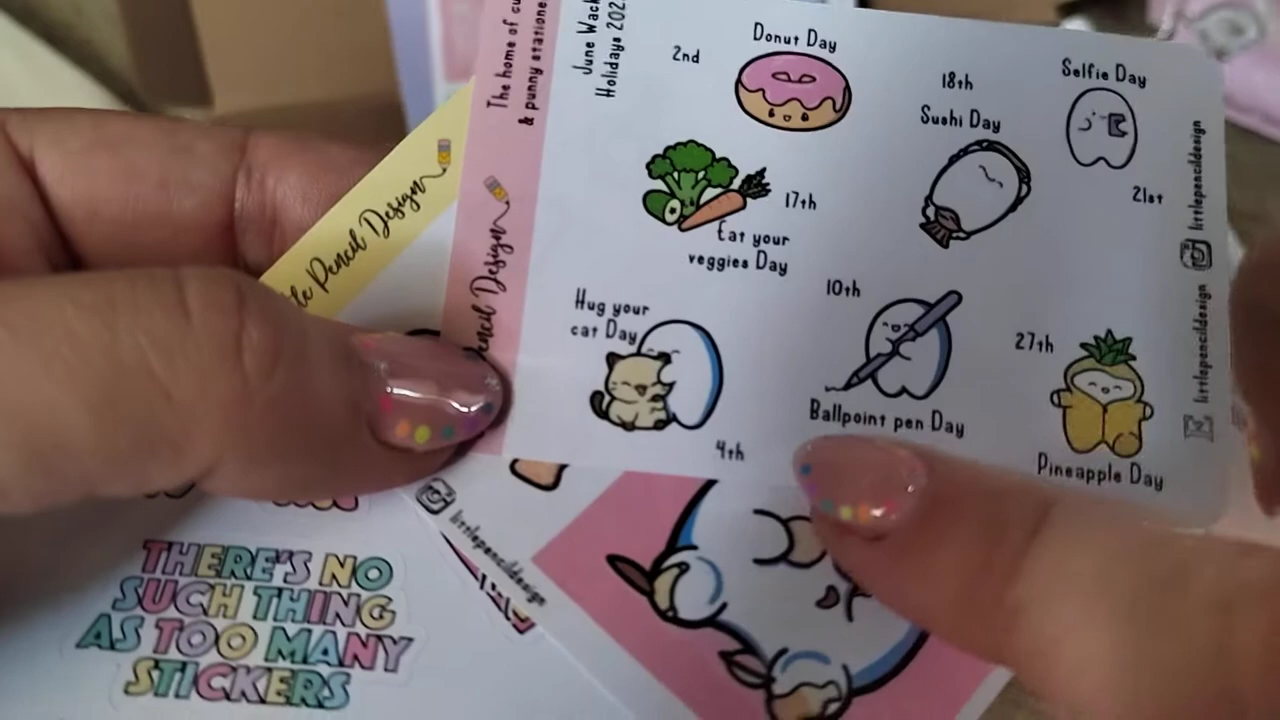 The home of cu
& punny statione
June Wack
Holidays 202
2nd
Donut Day
18th
Sushi Day
Selfie Day
21st
17th
Eat your
veggies Day
Hug your
cat Day
4th
10th
Ballpoint pen Day
27th
Pineapple Day
littlepencildesign
littlepencildesign
Pencil Design
encil Design
littlepencildesign
THERE'S NO
SUCH THING
AS TOO MANY
STICKERS